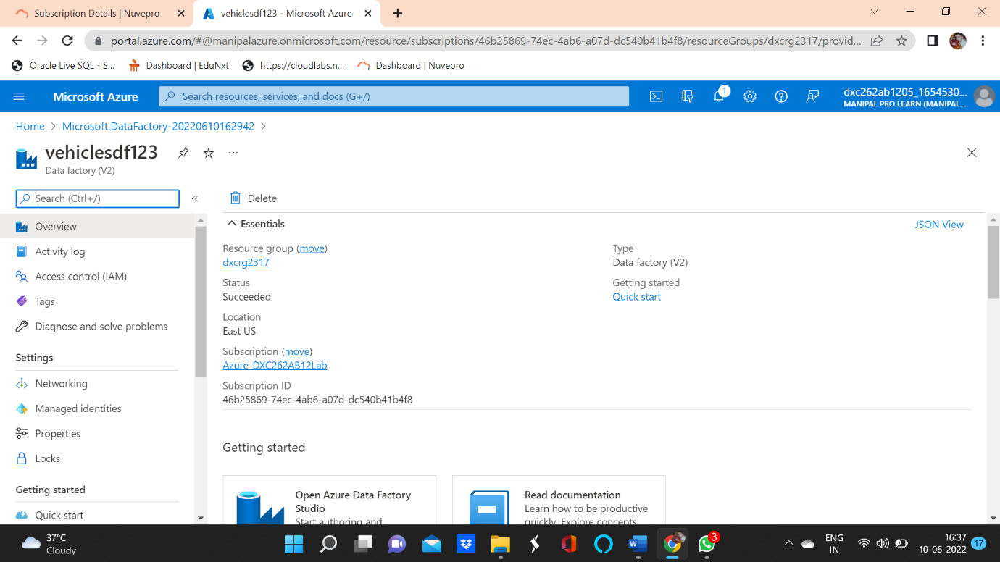 Subscription Details | Nuvepro
vehiclesdf123 - Microsoft Azure
portal.azure.com/#@manipalazure.onmicrosoft.com/resource/subscriptions/46b25869-74ec-4ab6-a07d-dc540b41b4f8/resourceGroups/dxcrg2317/provid...
Oracle Live SQL - S... Dashboard | EduNxt https://cloudlabs.n... Dashboard | Nuvepro
Microsoft Azure
Search resources, services, and docs (G+/)
1
dxc262ab1205_1654530...
MANIPAL PRO LEARN (MANIPAL...
Home > Microsoft.DataFactory-20220610162942 >
vehiclesdf123
Data factory (V2)
Search (Ctrl+/)
«
Overview
Activity log
Access control (IAM)
Tags
Diagnose and solve problems
Settings
Networking
Managed identities
Properties
Locks
Getting started
Quick start
Delete
Essentials
JSON View
Resource group (move)
dxcrg2317
Status
Succeeded
Location
East US
Subscription (move)
Azure-DXC262AB12Lab
Subscription ID
46b25869-74ec-4ab6-a07d-dc540b41b4f8
Type
Data factory (V2)
Getting started
Quick start
Getting started
Open Azure Data Factory
Studio
Start authoring and
Read documentation
Learn how to be productive
quickly. Explore concepts
37°C
Cloudy
3
ENG
IN
16:37
10-06-2022
17